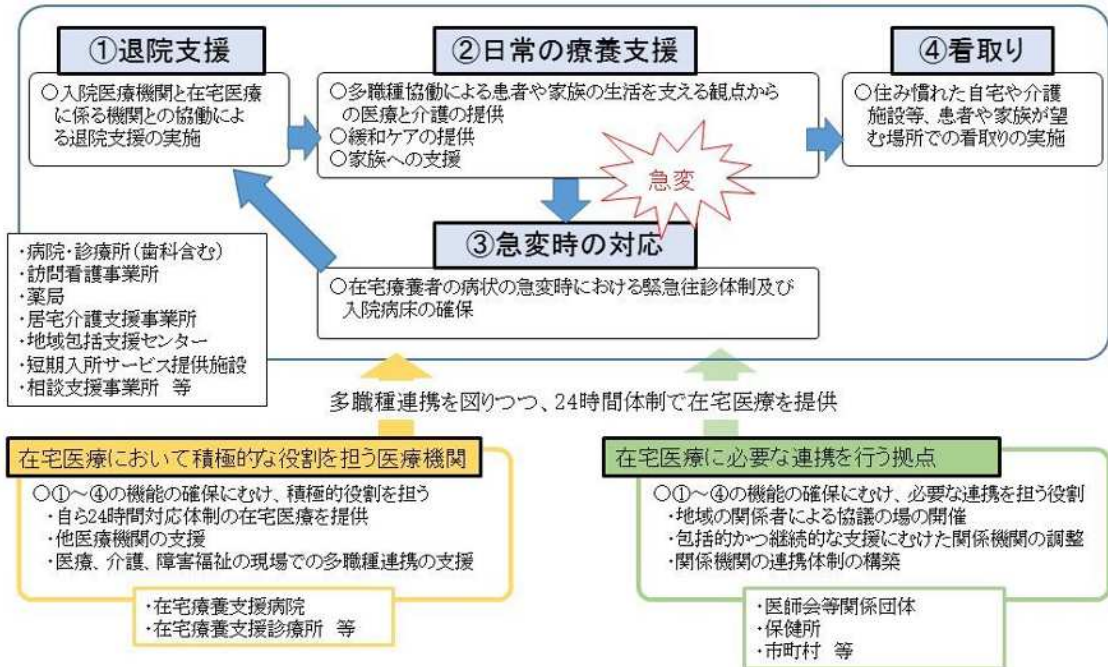 ①退院支援
○入院医療機関と在宅医療
に係る機関との協働によ
る退院支援の実施
②日常の療養支援
○多職種協働による患者や家族の生活を支える観点から
の医療と介護の提供
○緩和ケアの提供
○家族への支援
急変
④看取り
○住み慣れた自宅や介護
施設等、患者や家族が望
む場所での看取りの実施
③急変時の対応
○在宅療養者の病状の急変時における緊急往診体制及び
入院病床の確保
・病院・診療所(歯科含む)
・訪問看護事業所
・薬局
・居宅介護支援事業所
・地域包括支援センター
・短期入所サービス提供施設
・相談支援事業所 等
多職種連携を図りつつ、24時間体制で在宅医療を提供
在宅医療において積極的な役割を担う医療機関
○①～④の機能の確保にむけ、積極的役割を担う
・自ら24時間対応体制の在宅医療を提供
・他医療機関の支援
・医療、介護、障害福祉の現場での多職種連携の支援
・在宅療養支援病院
・在宅療養支援診療所 等
在宅医療に必要な連携を行う拠点
○①～④の機能の確保にむけ、必要な連携を担う役割
・地域の関係者による協議の場の開催
・包括的かつ継続的な支援にむけた関係機関の調整
・関係機関の連携体制の構築
・医師会等関係団体
・保健所
・市町村 等